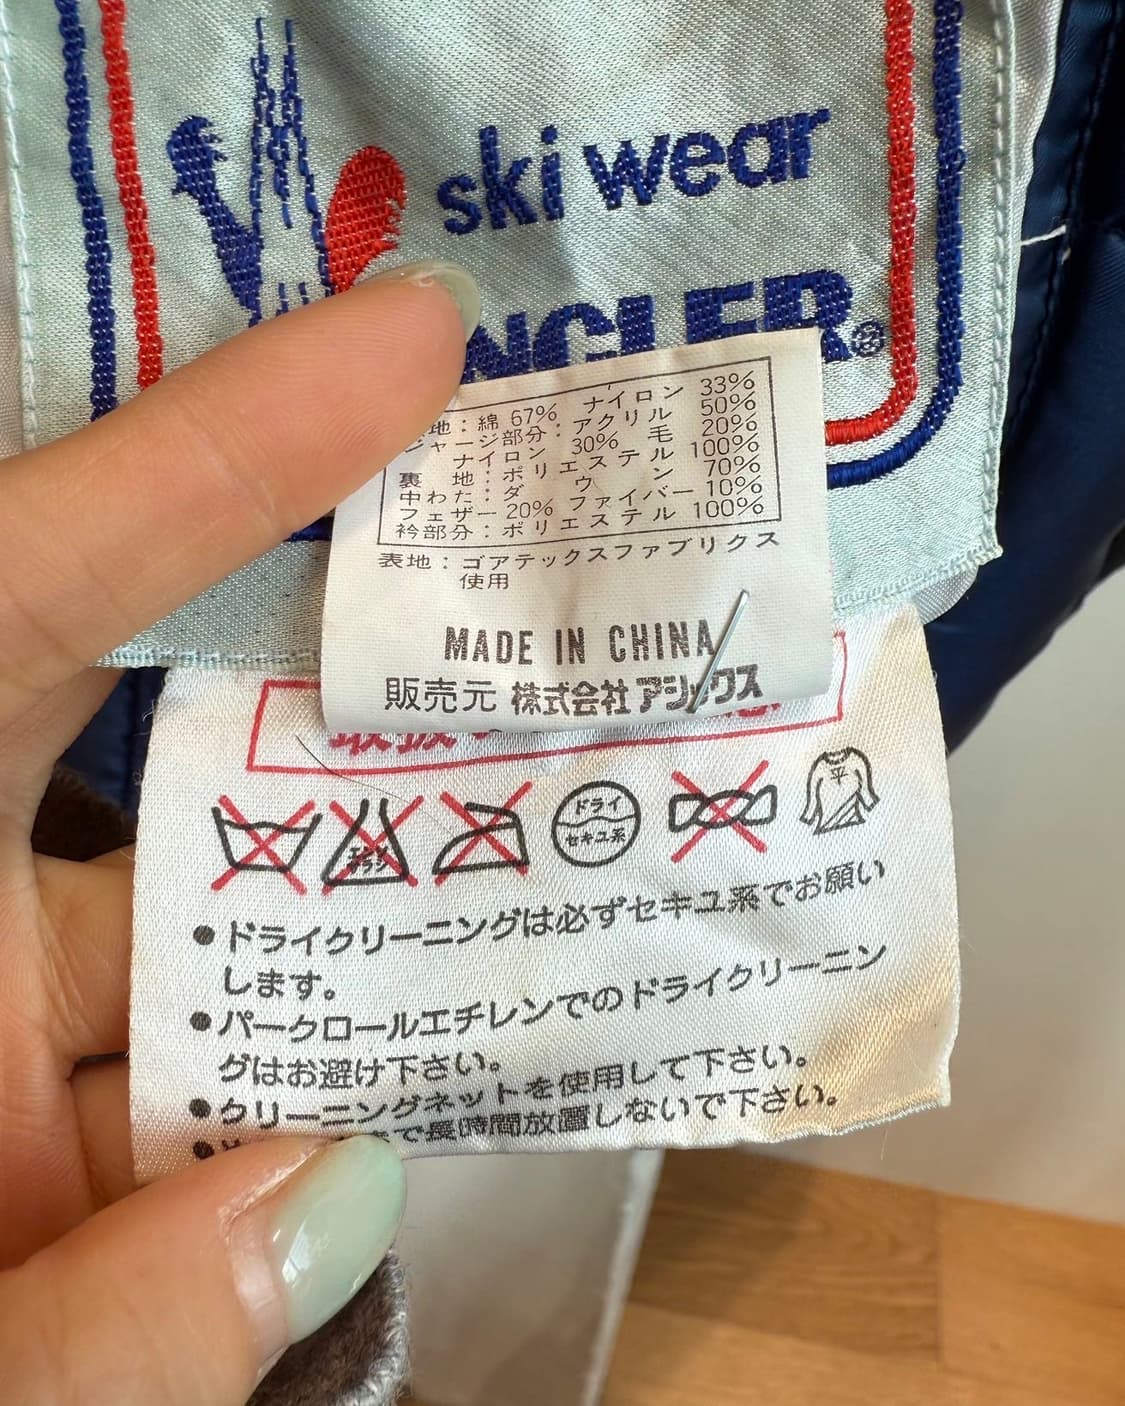 ski wear
NGLER®
地：綿 67% ナイロン 33%
ジャージ部分：アクリル 50%
ナイロン 30% 毛 20%
裏地：ポリエステル 100%
中わた：ダウン 70%
フェザー 20% ファイバー 10%
衿部分：ポリエステル 100%
表地：ゴアテックスファブリクス
使用
MADE IN CHINA
販売元 株式会社アシックス
取扱
エンソ
サラシ
ドライ
セキユ系
平
●ドライクリーニングは必ずセキユ系でお願い
します。
●パークロールエチレンでのドライクリーニン
グはお避け下さい。
●クリーニングネットを使用して下さい。
で長時間放置しないで下さい。